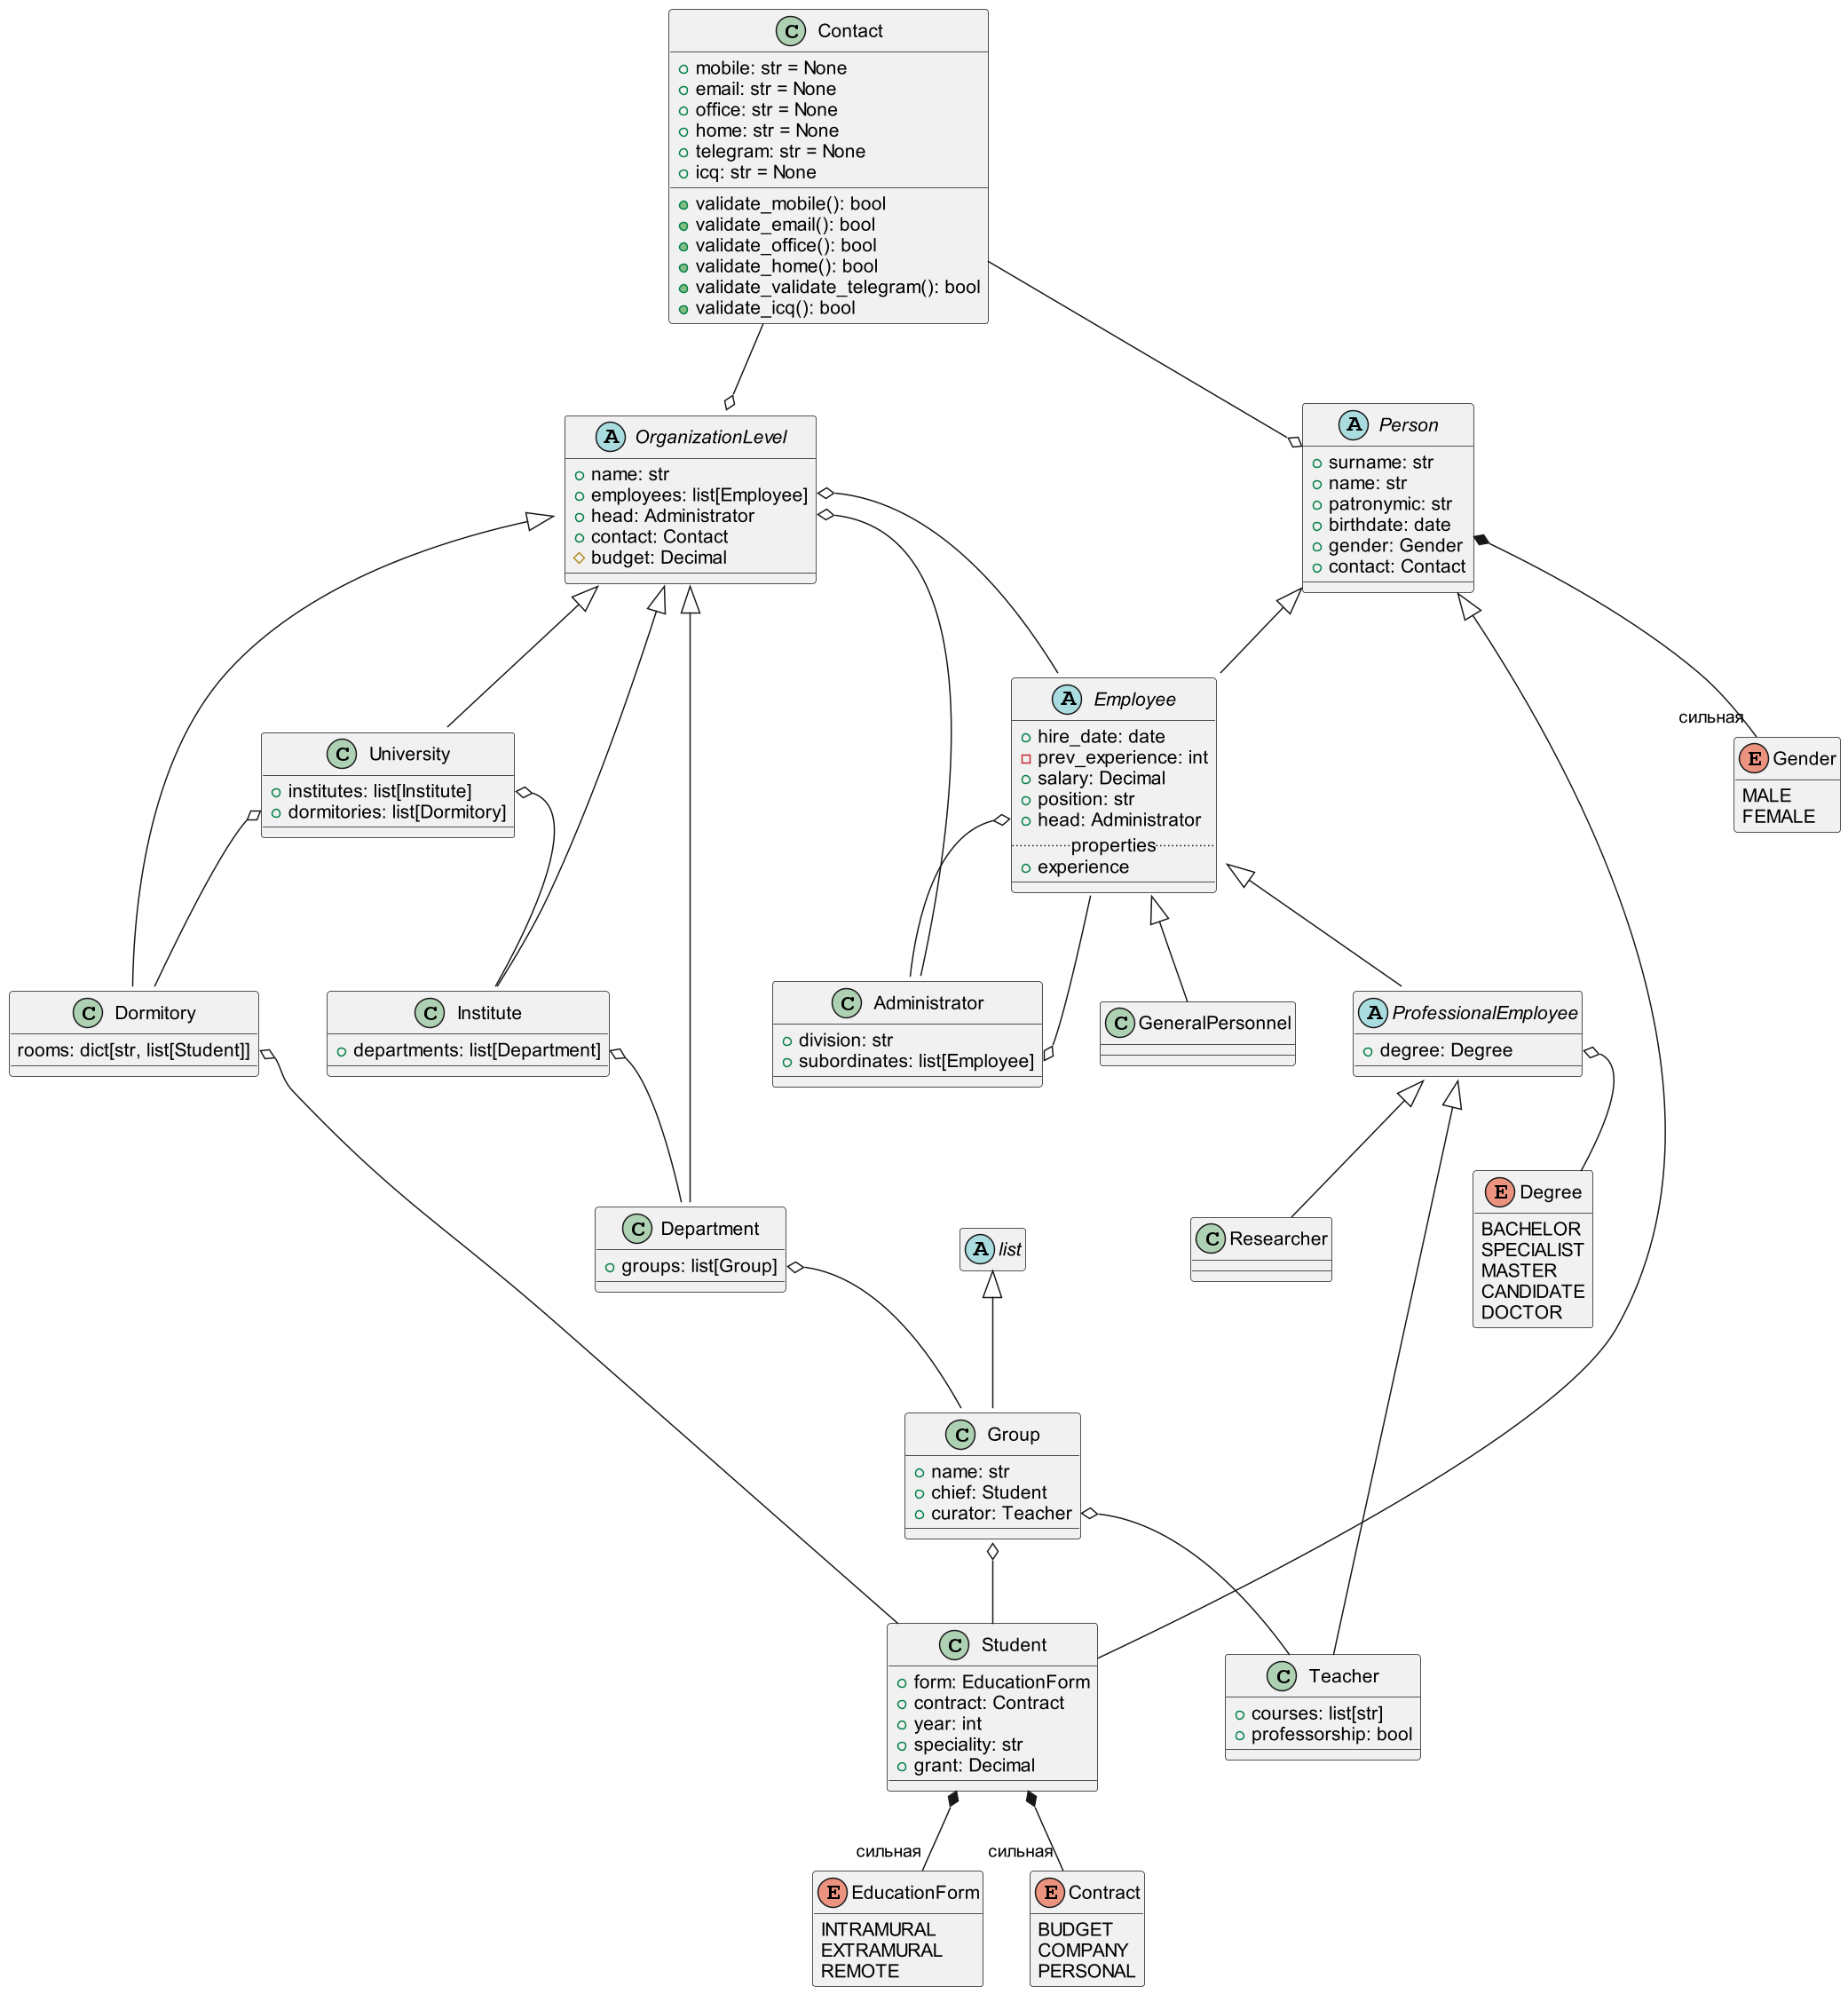 Contact
mobile: str = None
email: str = None
office: str = None
home: str = None
telegram: str = None
icq: str = None
validate_mobile(): bool
validate_email(): bool
validate_office(): bool
validate_home(): bool
validate_validate_telegram(): bool
validate_icq(): bool
OrganizationLevel
name: str
employees: list[Employee]
head: Administrator
contact: Contact
budget: Decimal
Person
surname: str
name: str
patronymic: str
birthdate: date
gender: Gender
contact: Contact
Employee
hire_date: date
prev_experience: int
salary: Decimal
position: str
head: Administrator
properties
experience
сильная
Gender
MALE
FEMALE
University
institutes: list[Institute]
dormitories: list[Dormitory]
Dormitory
rooms: dict[str, list[Student]]
Institute
departments: list[Department]
Administrator
division: str
subordinates: list[Employee]
GeneralPersonnel
ProfessionalEmployee
degree: Degree
Department
groups: list[Group]
list
Researcher
Degree
BACHELOR
SPECIALIST
MASTER
CANDIDATE
DOCTOR
Group
name: str
chief: Student
curator: Teacher
Student
form: EducationForm
contract: Contract
year: int
speciality: str
grant: Decimal
Teacher
courses: list[str]
professorship: bool
сильная
сильная
EducationForm
INTRAMURAL
EXTRAMURAL
REMOTE
Contract
BUDGET
COMPANY
PERSONAL